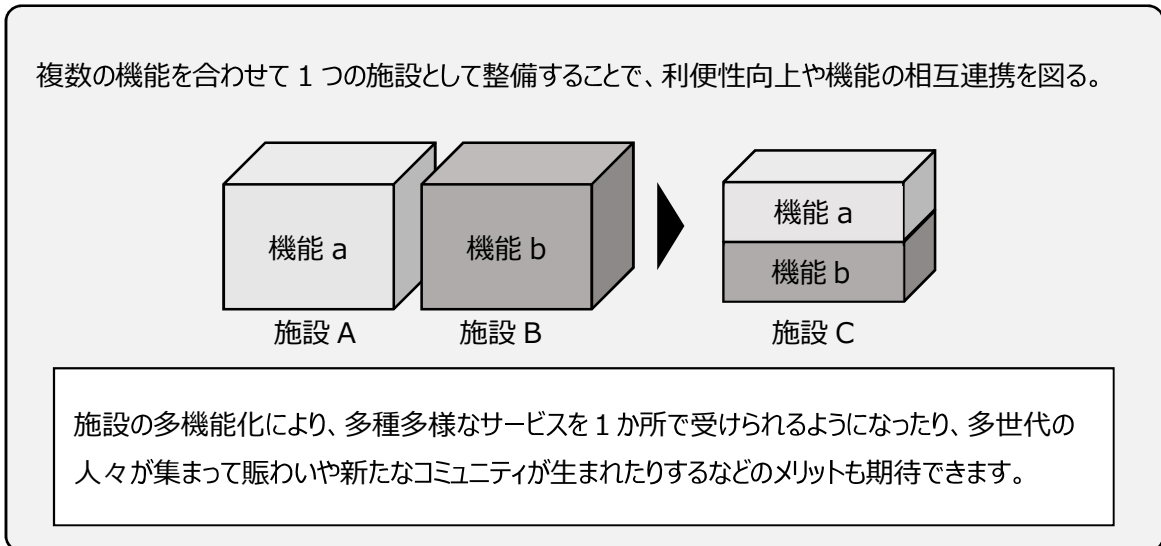 複数の機能を合わせて 1 つの施設として整備することで、利便性向上や機能の相互連携を図る。
機能 a
機能 b
機能 a
機能 b
施設 A
施設 B
施設 C
施設の多機能化により、多種多様なサービスを 1 か所で受けられるようになったり、多世代の
人々が集まって賑わいや新たなコミュニティが生まれたりするなどのメリットも期待できます。